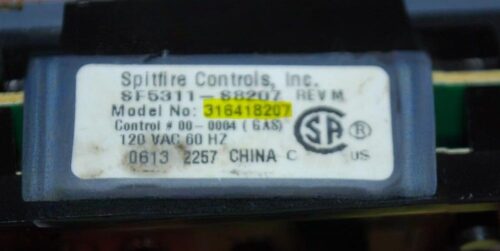 Spitfire Controls, Inc.
SF5311-S8207 REV M
Model No: 316418207
Control # 00-0064 (GAS)
120 VAC 60 HZ
0613 2257 CHINA
SA ®
C US